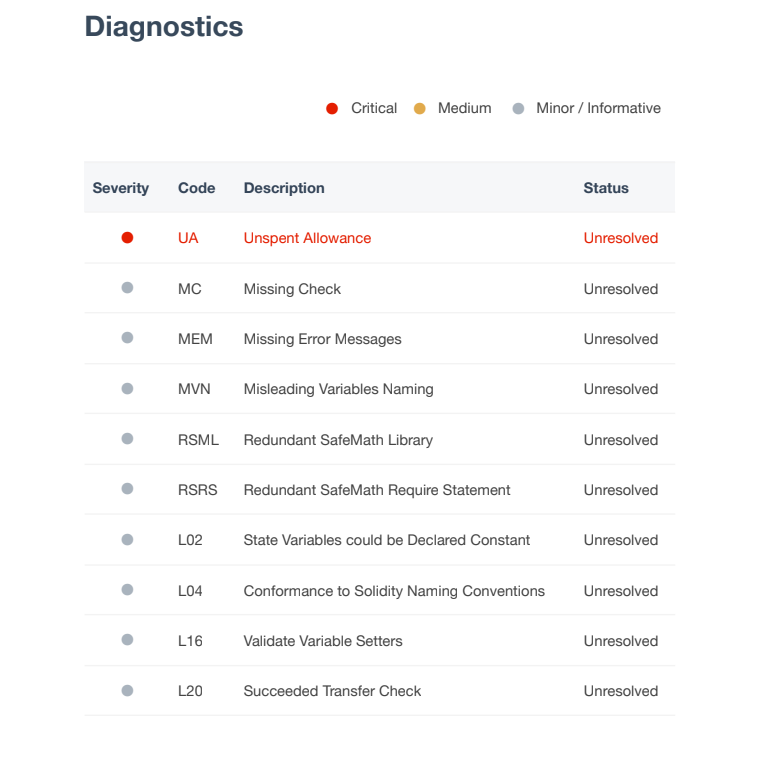 Diagnostics
Critical Medium Minor / Informative
Severity Code Description Status
UA Unspent Allowance Unresolved
MC Missing Check Unresolved
MEM Missing Error Messages Unresolved
MVN Misleading Variables Naming Unresolved
RSML Redundant SafeMath Library Unresolved
RSRS Redundant SafeMath Require Statement Unresolved
L02 State Variables could be Declared Constant Unresolved
L04 Conformance to Solidity Naming Conventions Unresolved
L16 Validate Variable Setters Unresolved
L20 Succeeded Transfer Check Unresolved